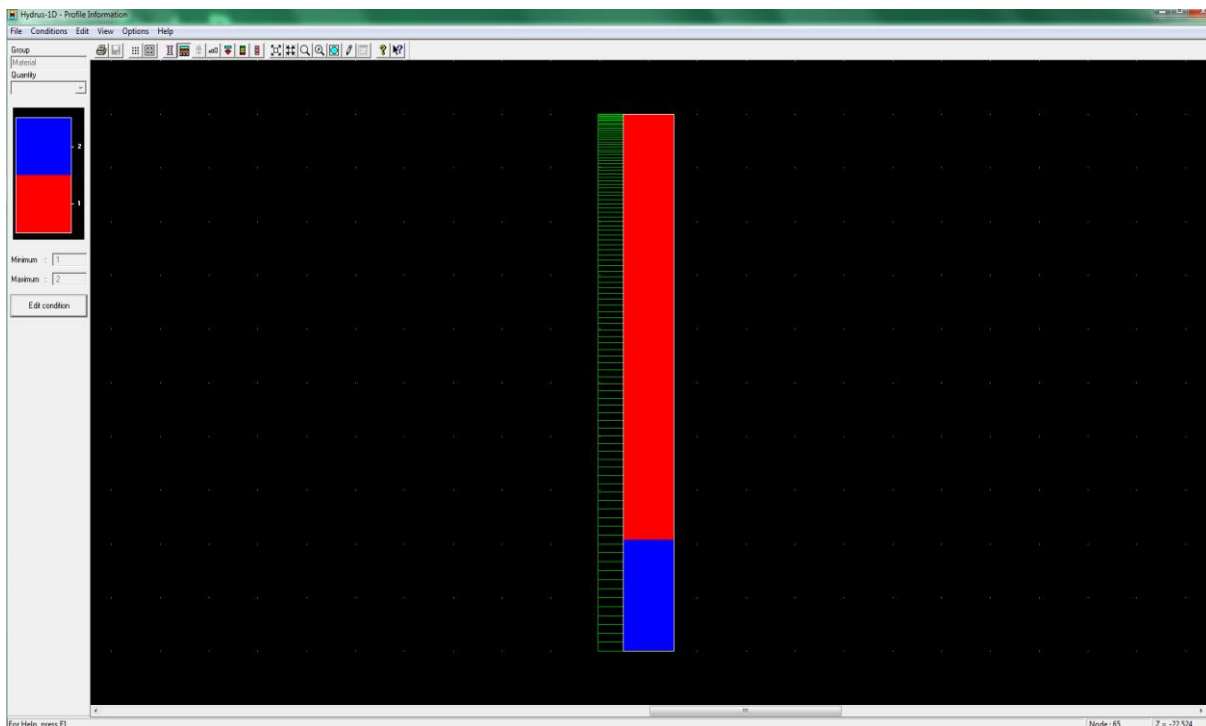 Hydrus-1D - Profile Information
File Conditions Edit View Options Help
Group
Material
Quantity
2
1
Minimum : 1
Maximum : 2
Edit condition
For Help, press F1
Node : 65 Z = -22.524